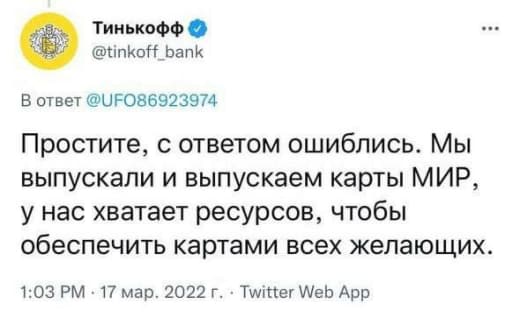 Тинькофф
@tinkoff_bank
В ответ @UFO86923974
Простите, с ответом ошиблись. Мы
выпускали и выпускаем карты МИР,
у нас хватает ресурсов, чтобы
обеспечить картами всех желающих.
1:03 PM · 17 мар. 2022 г. · Twitter Web App